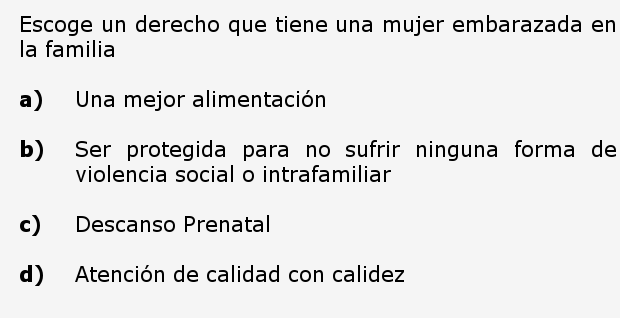 Escoge un derecho que tiene una mujer embarazada en
la familia
a) Una mejor alimentación
b) Ser protegida para no sufrir ninguna forma de
violencia social o intrafamiliar
c) Descanso Prenatal
d) Atención de calidad con calidez